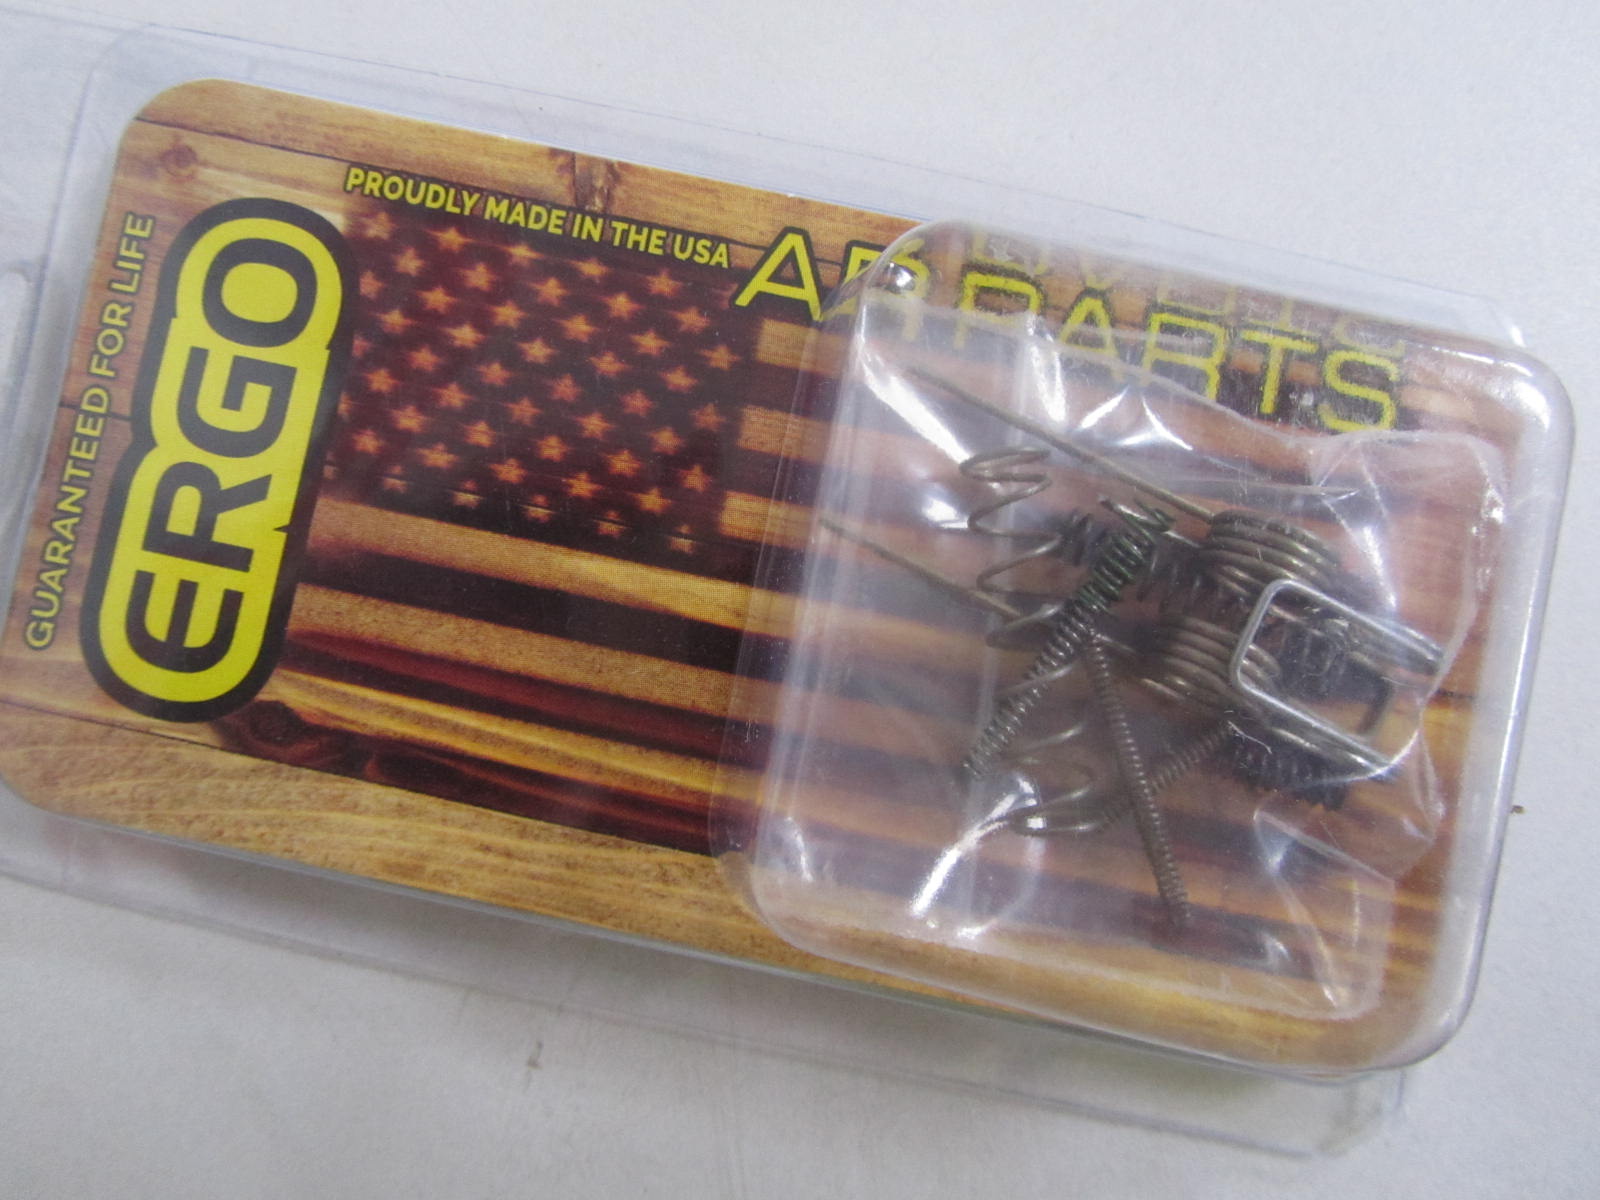 PROUDLY MADE IN THE USA
AR PARTS
GUARANTEED FOR LIFE
ERGO